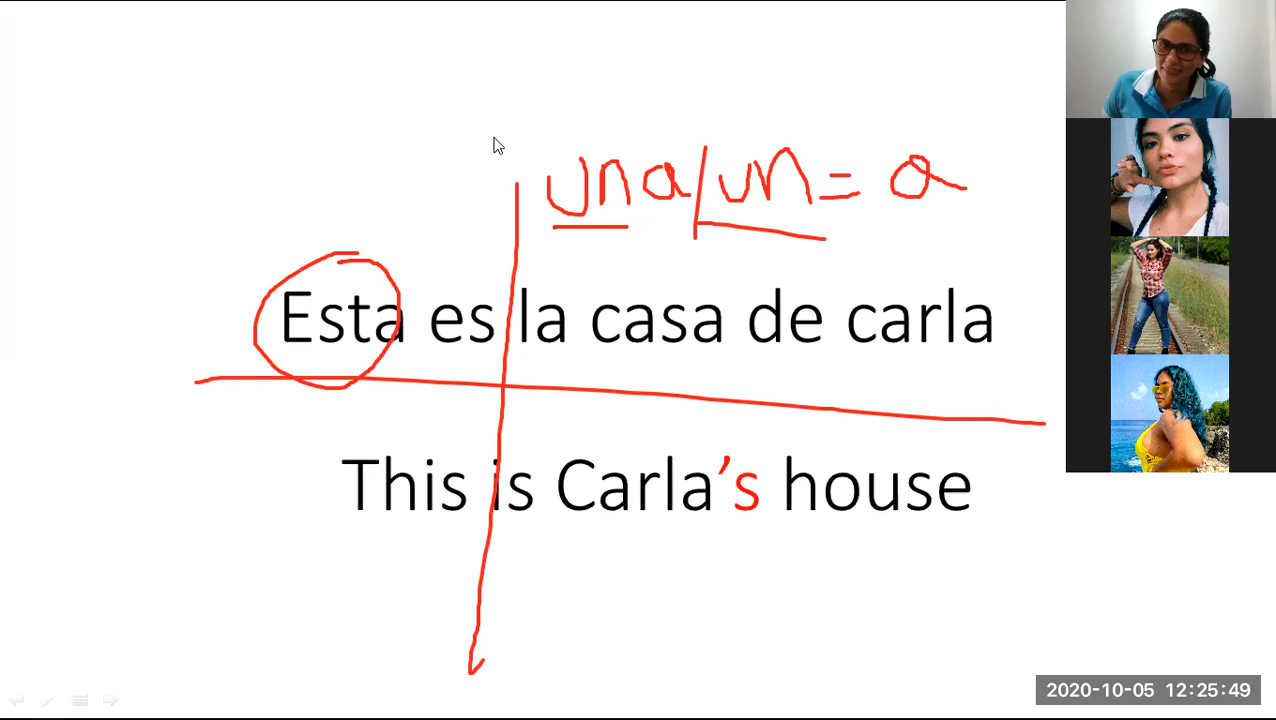 una/un = a
Esta es la casa de carla
This is Carla's house
2020-10-05 12:25:49